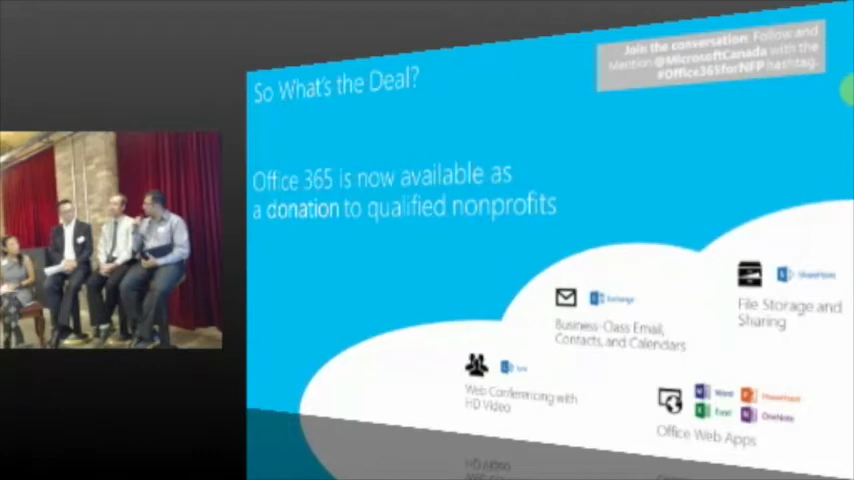 So What's the Deal?
Join the conversation: Follow and
Mention @MicrosoftCanada with the
#Office365forNFP hashtag.
Office 365 is now available as
a donation to qualified nonprofits
Exchange
Business-Class Email,
Contacts, and Calendars
SharePoint
File Storage and
Sharing
Lync
Web Conferencing with
HD Video
Word
PowerPoint
Excel
OneNote
Office Web Apps
HD Video